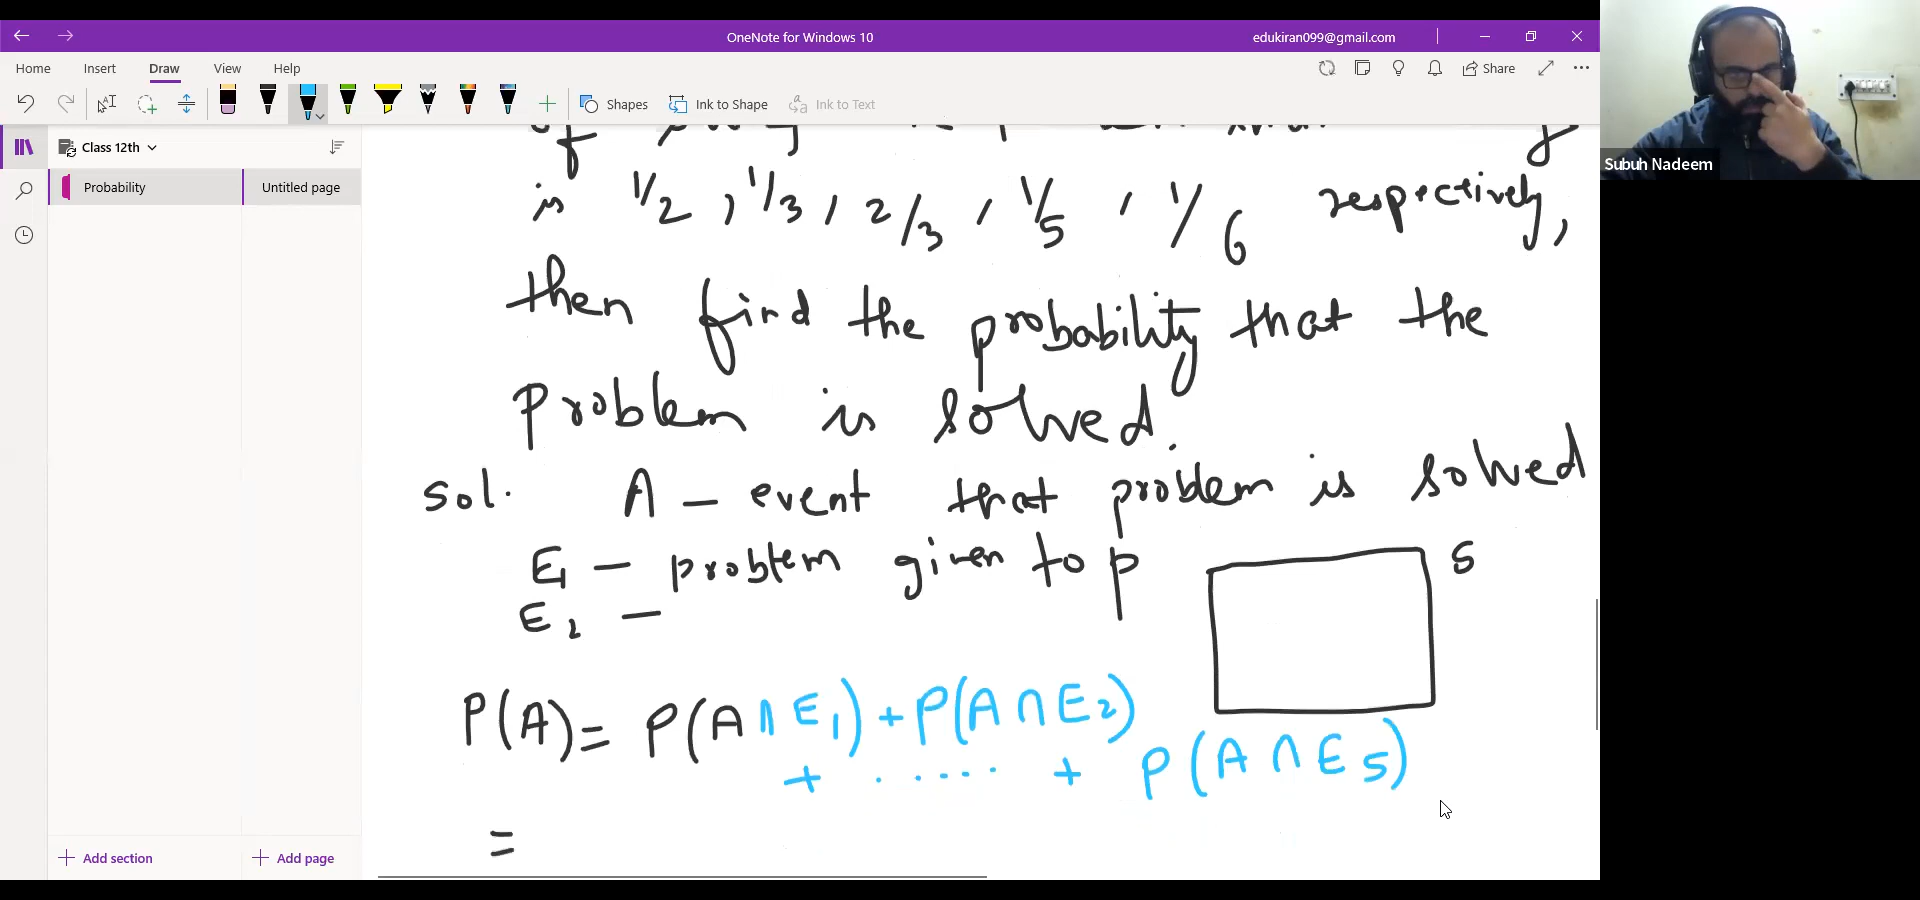 OneNote for Windows 10
edukiran099@gmail.com
Home Insert Draw View Help
Share
Shapes Ink to Shape Ink to Text
Class 12th
Probability
Untitled page
Subuh Nadeem
of
is 1/2 , 1/3 , 2/3 , 1/5 , 1/6 respectively,
then find the probability that the
problem is solved.
Sol. A — event that problem is solved
E1 — problem given to P
S
E2 —
P(A) = P(A ∩ E1) + P(A ∩ E2)
+ ..... + P(A ∩ E5)
=
Add section
Add page